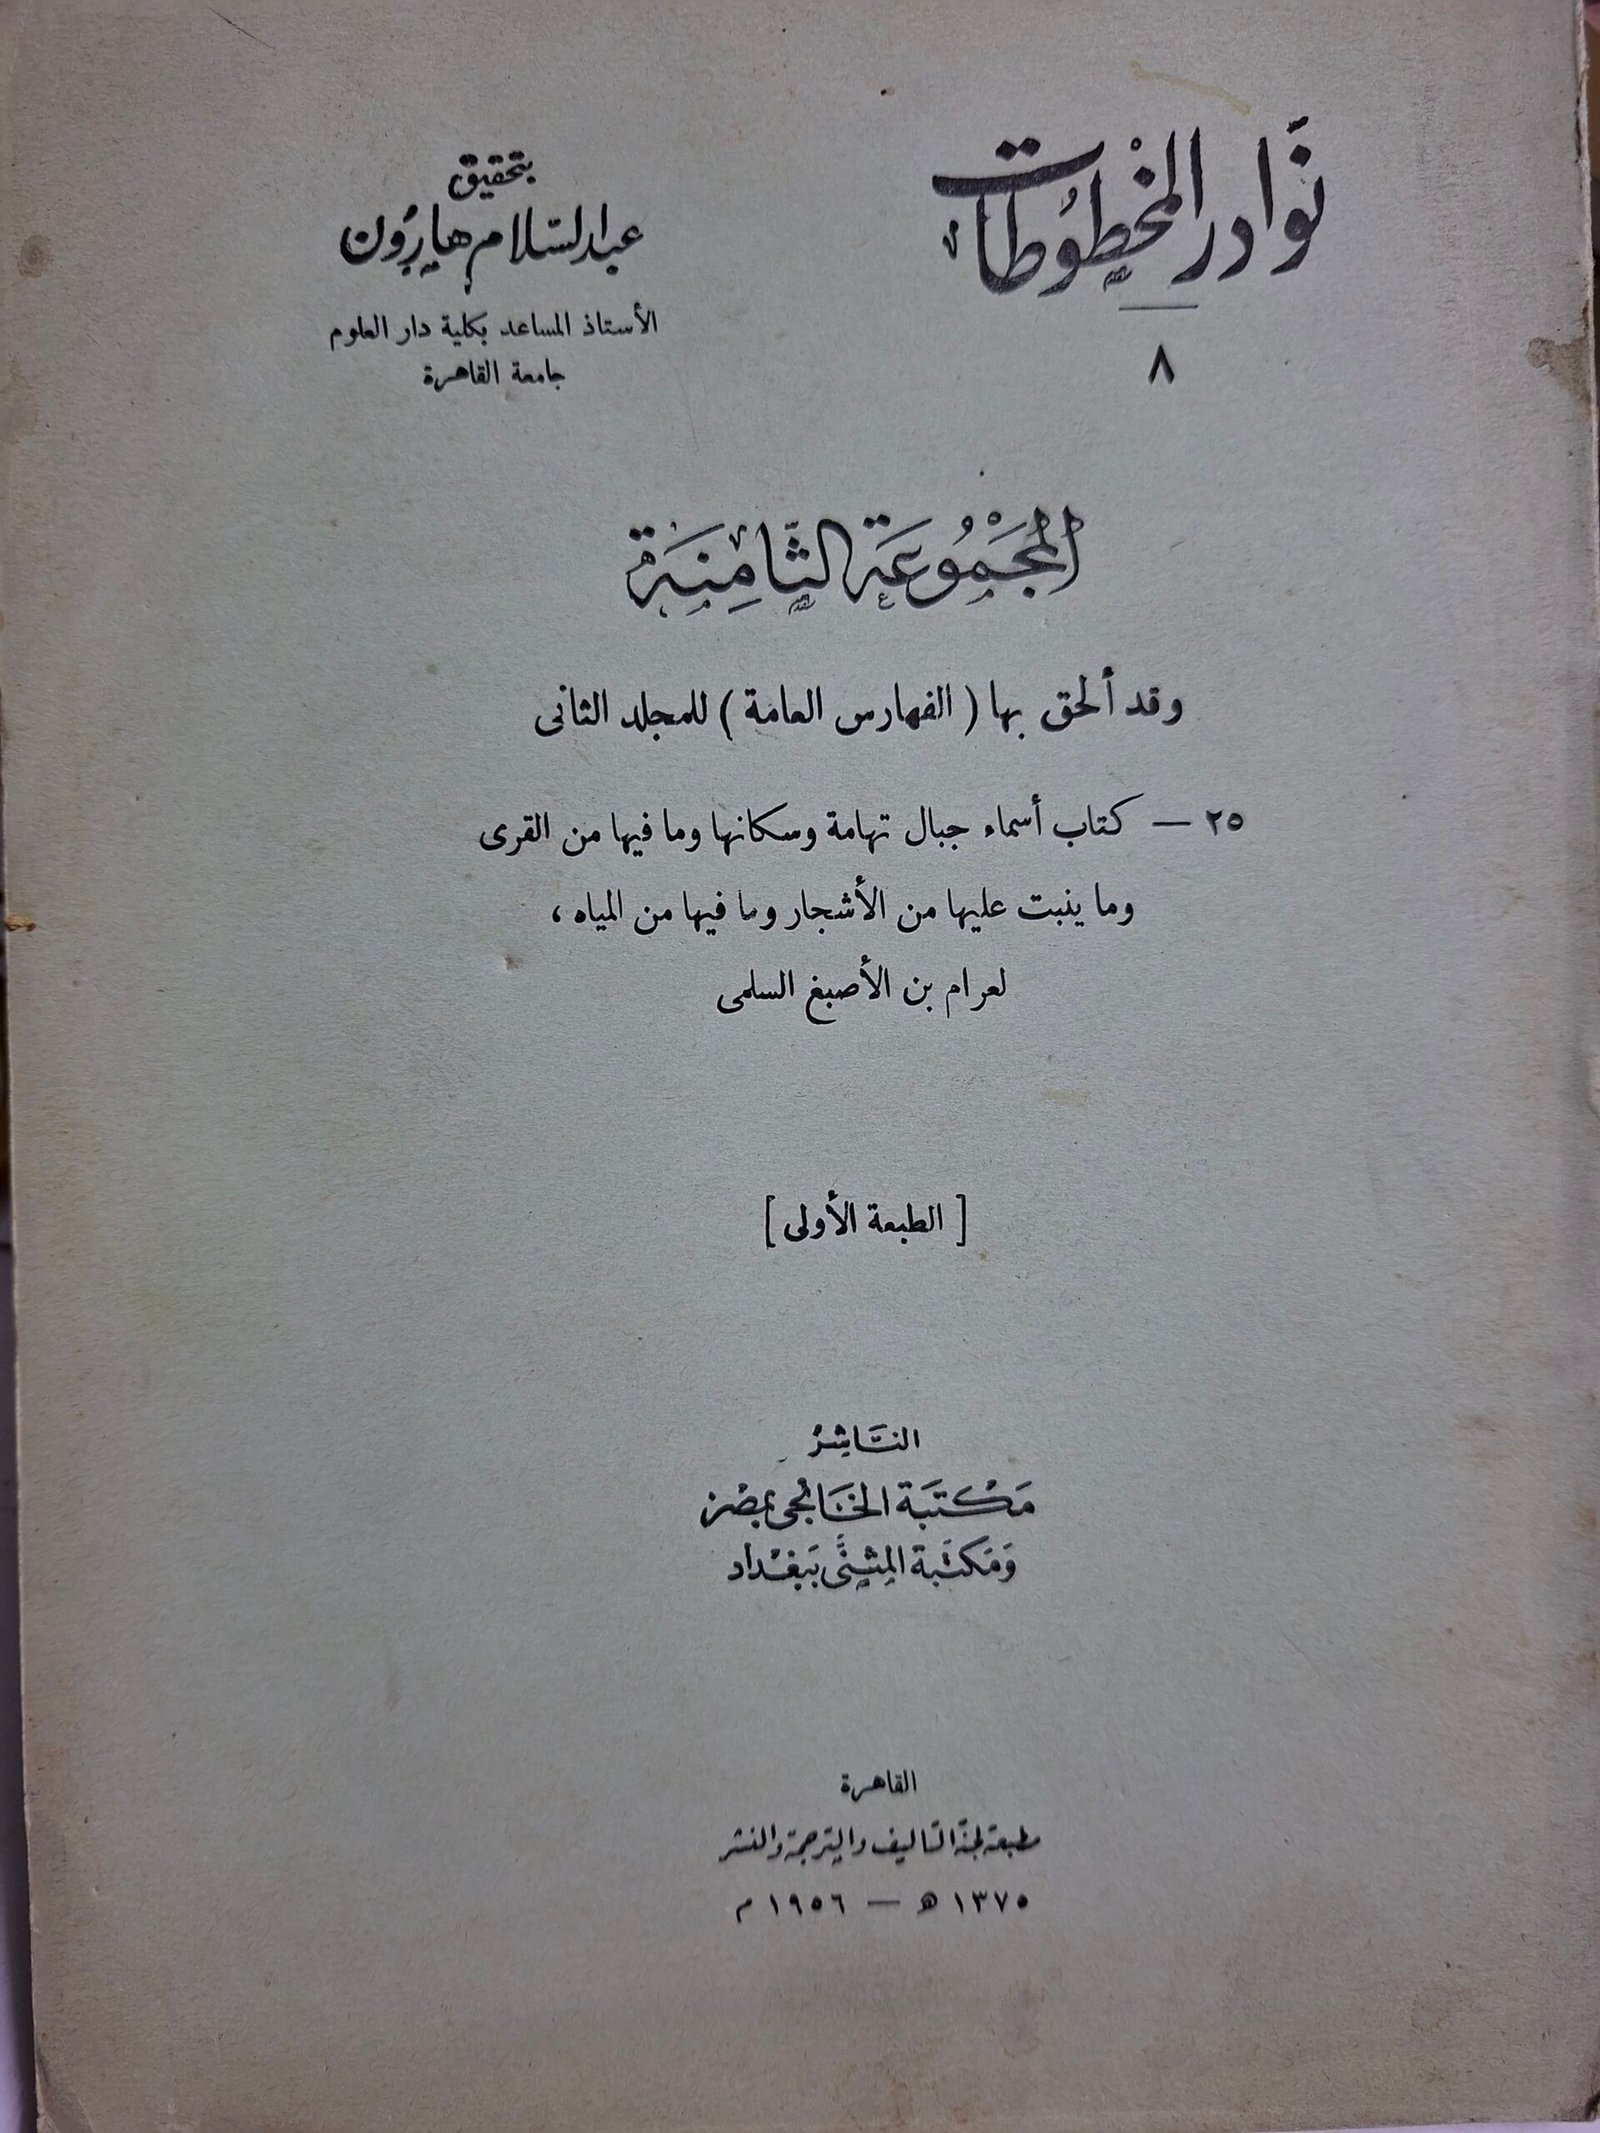 نوادر المخطوطات
٨
بتحقيق
عبد السلام هارون
الأستاذ المساعد بكلية دار العلوم
جامعة القاهرة
المجموعة الثامنة
وقد ألحق بها ( الفهارس العامة ) للمجلد الثانى
٢٥ — كتاب أسماء جبال تهامة وسكانها وما فيها من القرى
وما ينبت عليها من الأشجار وما فيها من المياه ،
لعرام بن الأصبغ السلمى
[ الطبعة الأولى ]
الناشر
مكتبة الخانجى بمصر
ومكتبة المثنى ببغداد
القاهرة
مطبعة لجنة التأليف والترجمة والنشر
١٣٧٥ ه — ١٩٥٦ م